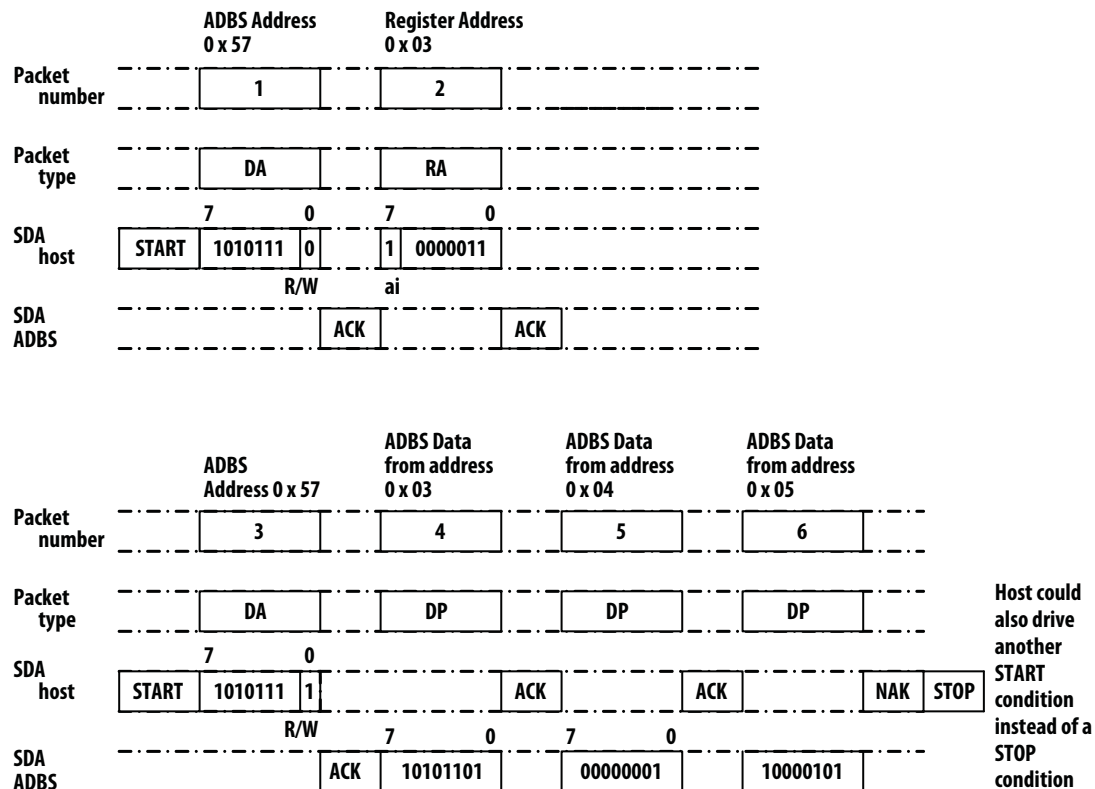 ADBS Address
0 x 57
Register Address
0 x 03
Packet
number
1
2
Packet
type
DA
RA
7 0 7 0
SDA
host
START 1010111 0 1 0000011
R/W ai
SDA
ADBS
ACK ACK
ADBS
Address 0 x 57
ADBS Data
from address
0 x 03
ADBS Data
from address
0 x 04
ADBS Data
from address
0 x 05
Packet
number
3 4 5 6
Packet
type
DA DP DP DP
7 0
SDA
host
START 1010111 1 ACK ACK NAK STOP
R/W
7 0 7 0
SDA
ADBS
ACK 10101101 00000001 10000101
Host could
also drive
another
START
condition
instead of a
STOP
condition